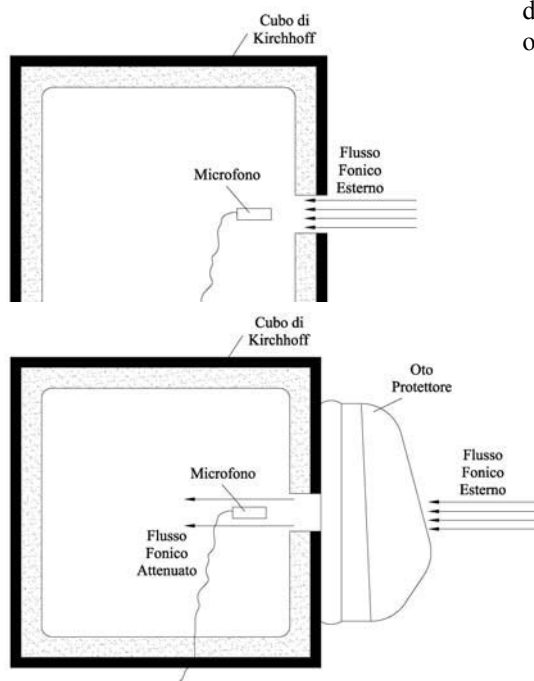 Cubo di
Kirchhoff
d
o
Flusso
Fonico
Esterno
Microfono
Cubo di
Kirchhoff
Oto
Protettore
Flusso
Fonico
Esterno
Microfono
Flusso
Fonico
Attenuato